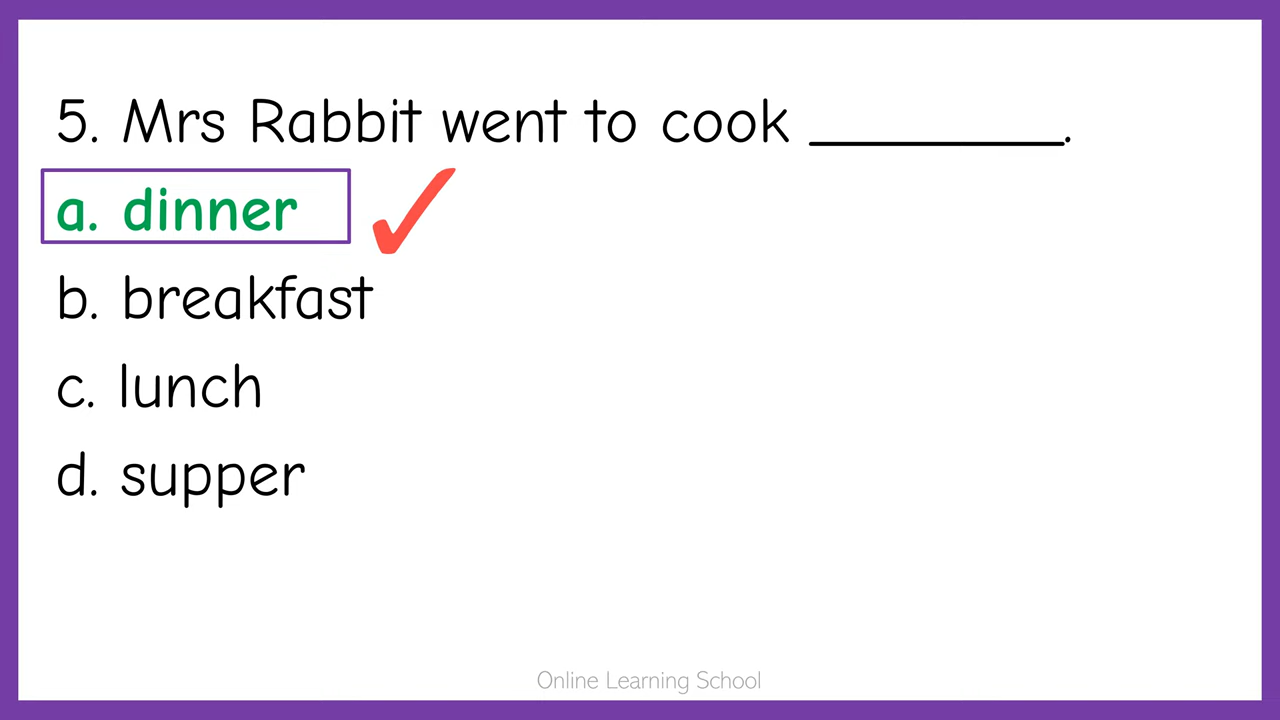 5. Mrs Rabbit went to cook ________.
a. dinner
b. breakfast
c. lunch
d. supper
Online Learning School